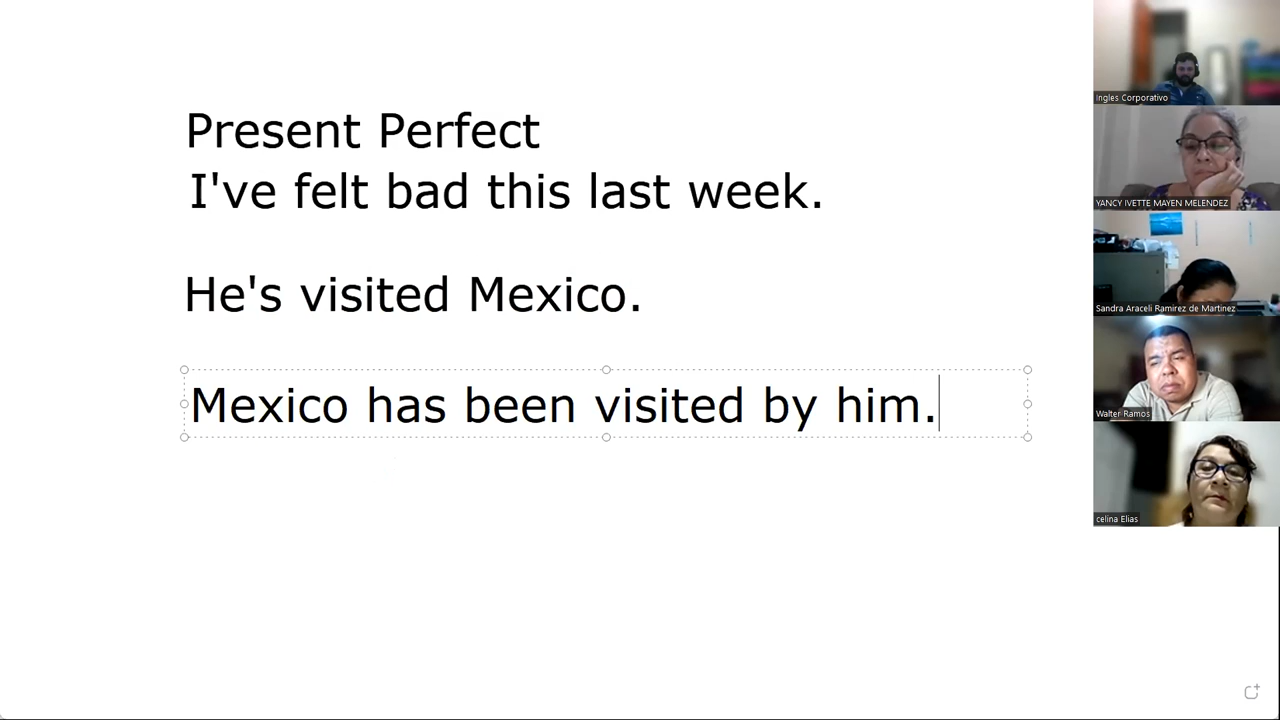 Present Perfect
I've felt bad this last week.
He's visited Mexico.
Mexico has been visited by him.
Ingles Corporativo
YANCY IVETTE MAYEN MELENDEZ
Sandra Araceli Ramirez de Martinez
Walter Ramos
celina Elias